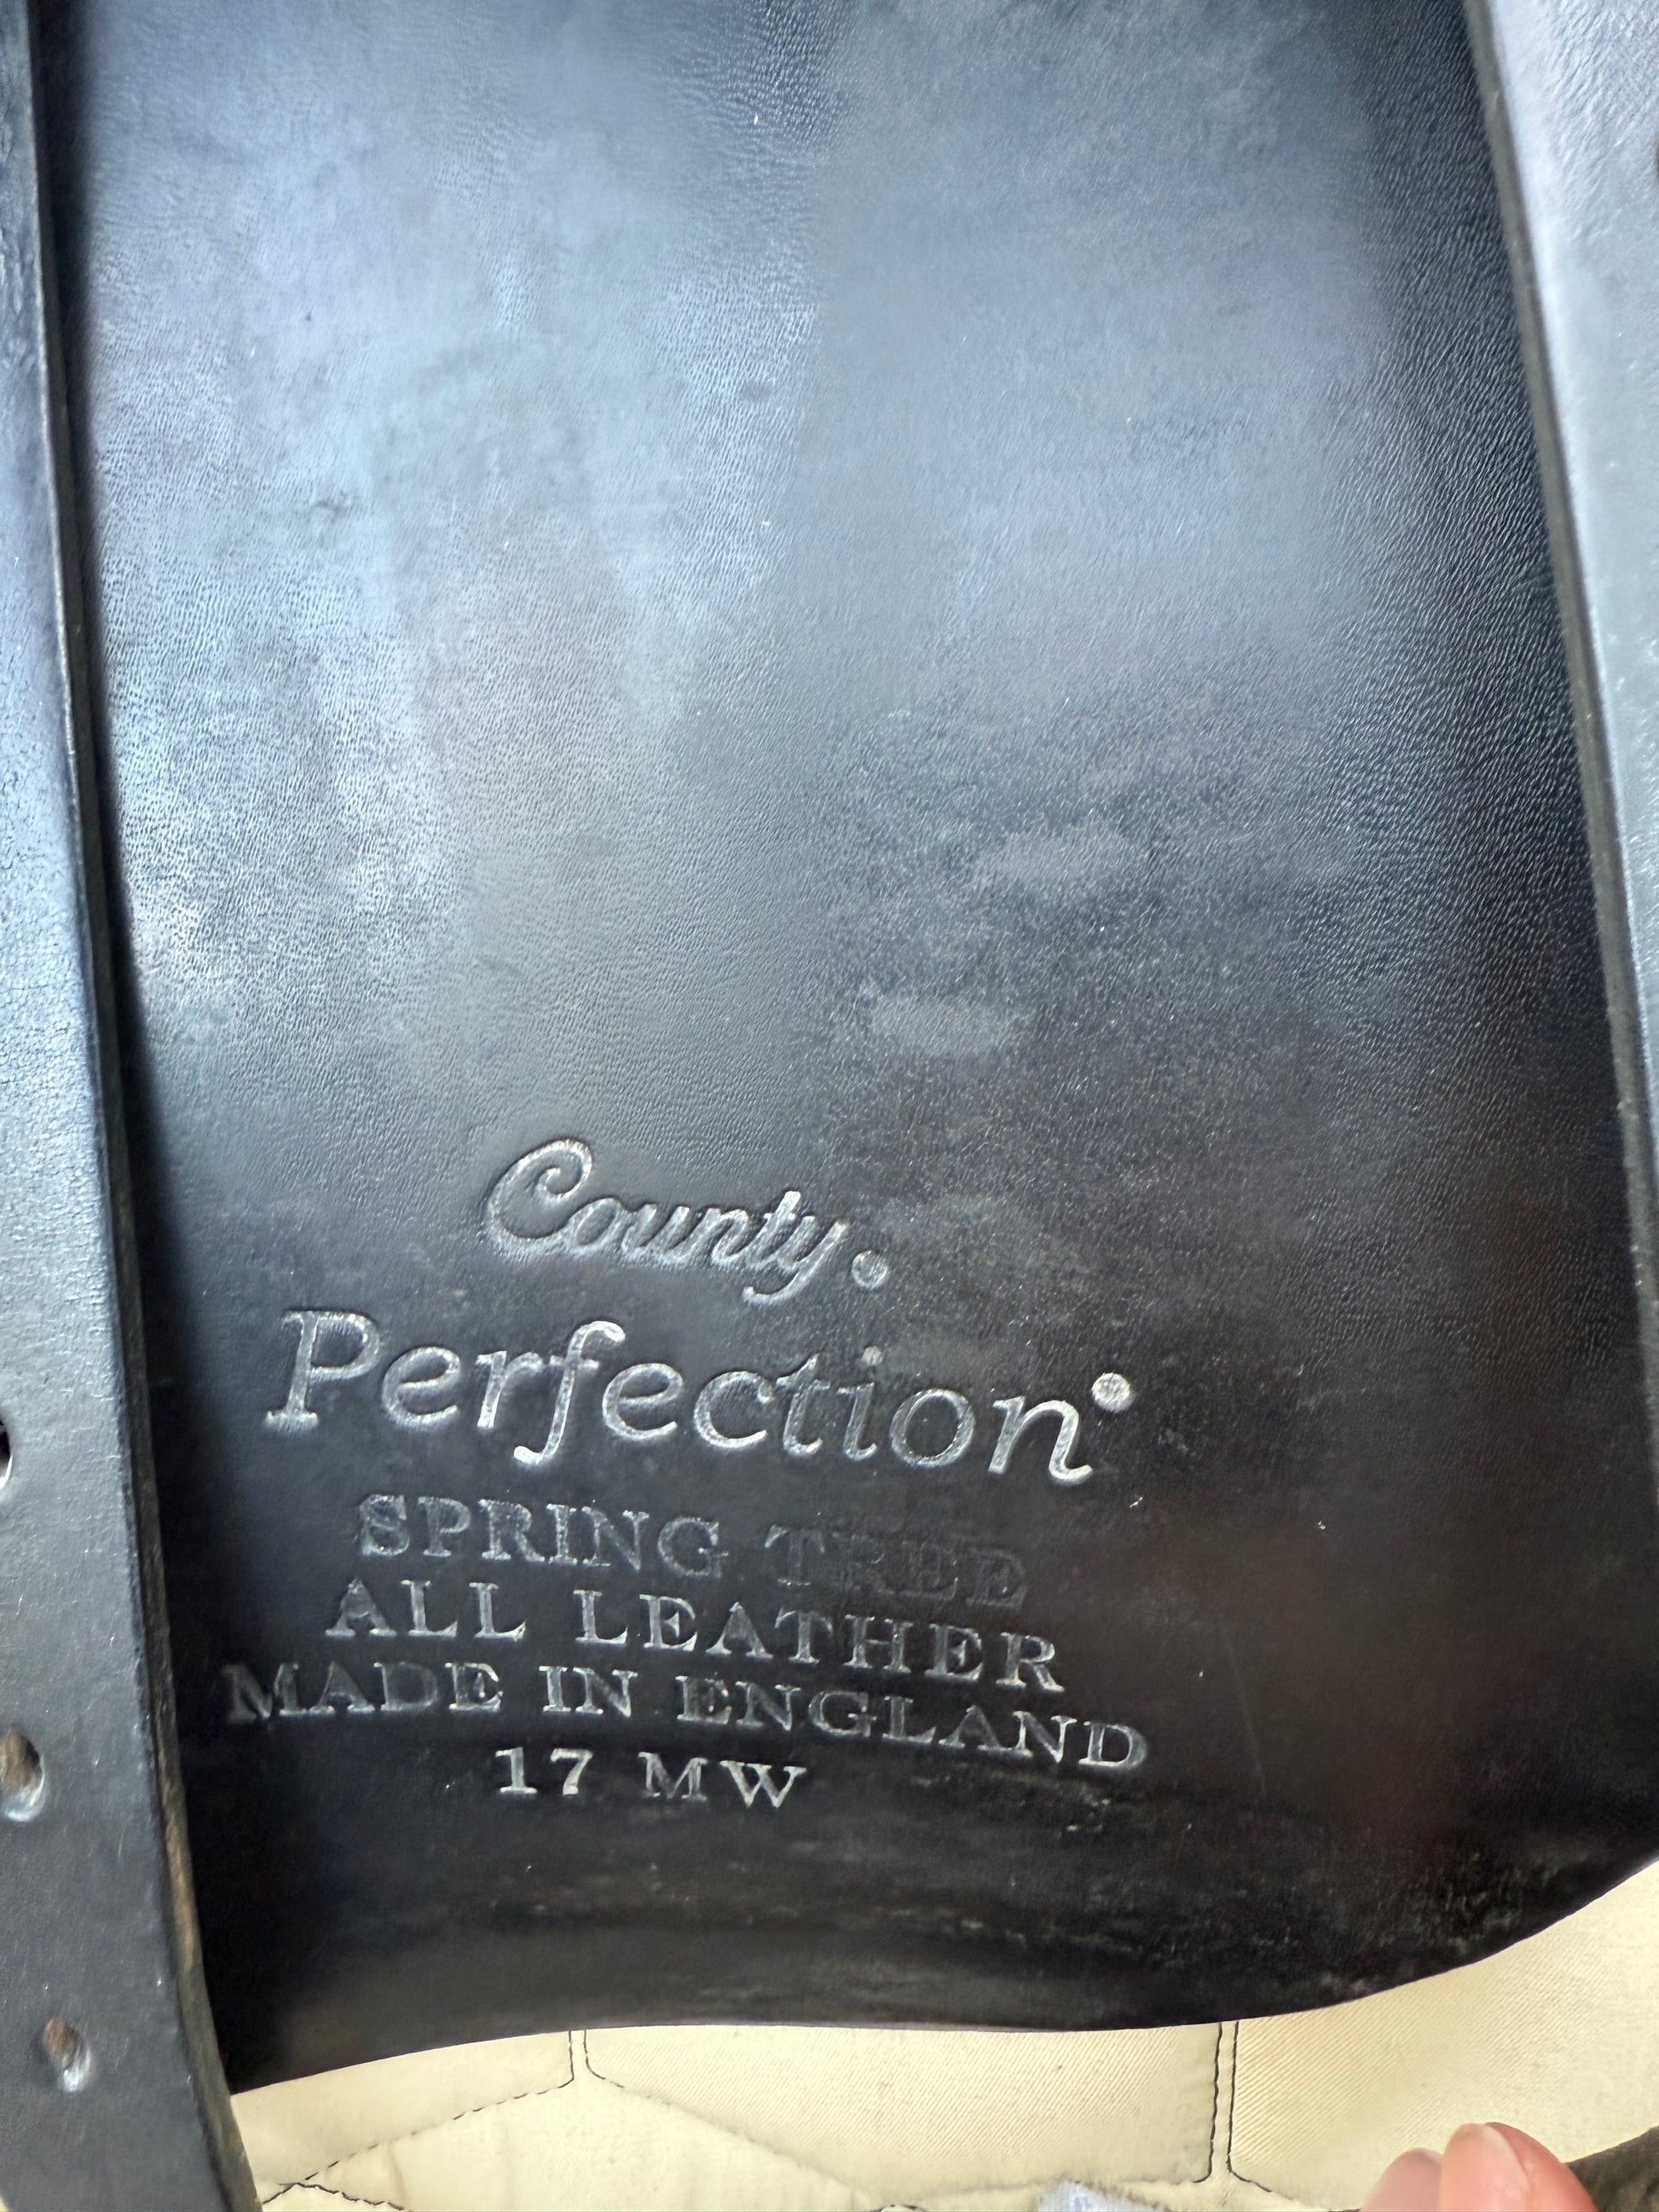 County•
Perfection•
SPRING TREE
ALL LEATHER
MADE IN ENGLAND
17 MW